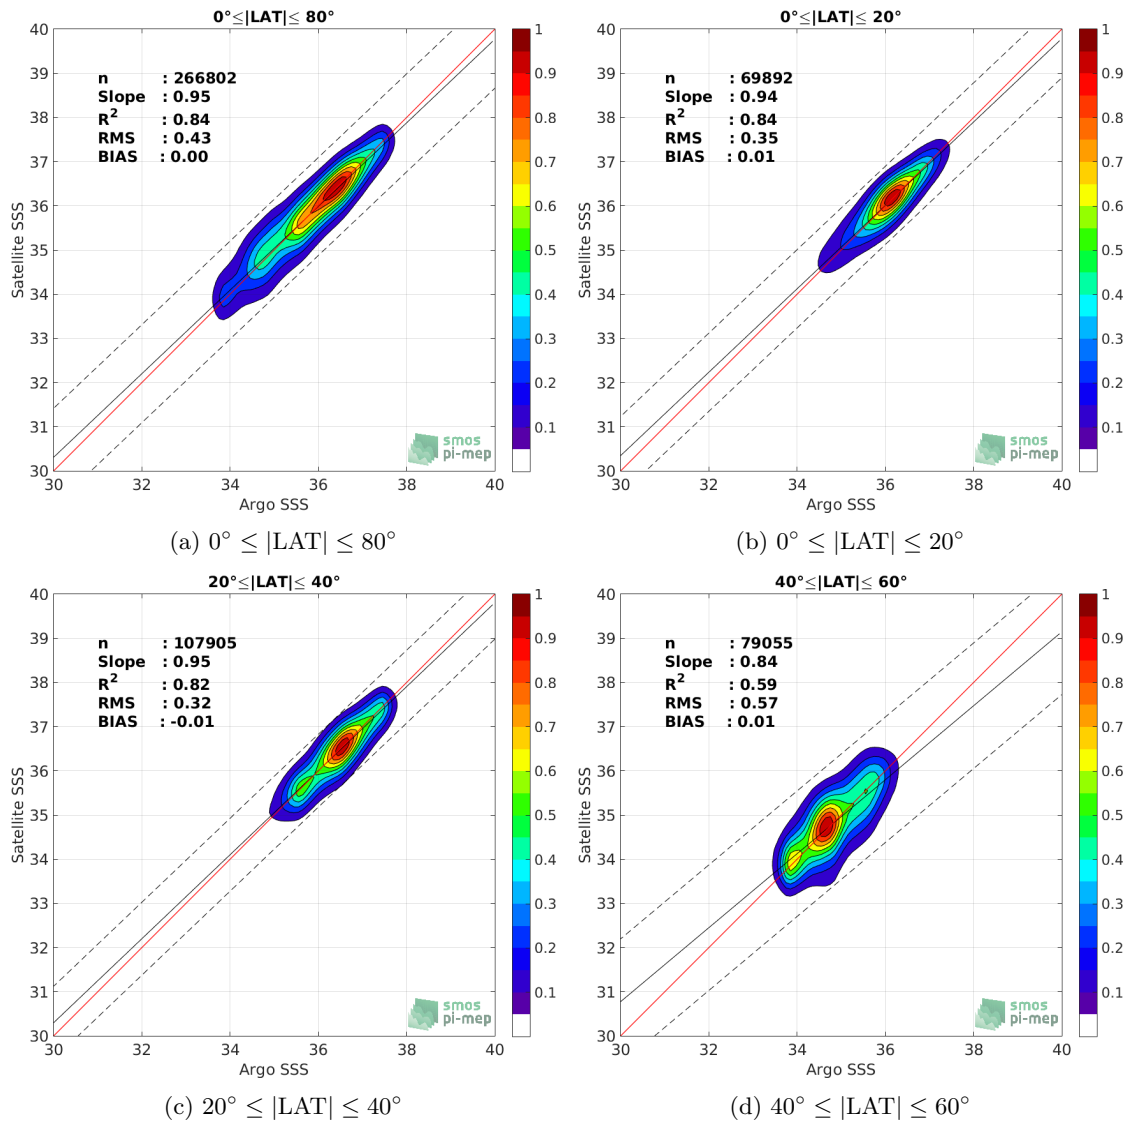 0°≤|LAT|≤ 80°
n : 266802
Slope : 0.95
R² : 0.84
RMS : 0.43
BIAS : 0.00
40
39
38
37
36
35
34
33
32
31
30
Satellite SSS
30 32 34 36 38 40
Argo SSS
1
0.9
0.8
0.7
0.6
0.5
0.4
0.3
0.2
0.1
smos
pi-mep
(a) 0° ≤ |LAT| ≤ 80°
0°≤|LAT|≤ 20°
n : 69892
Slope : 0.94
R² : 0.84
RMS : 0.35
BIAS : 0.01
40
39
38
37
36
35
34
33
32
31
30
Satellite SSS
30 32 34 36 38 40
Argo SSS
1
0.9
0.8
0.7
0.6
0.5
0.4
0.3
0.2
0.1
smos
pi-mep
(b) 0° ≤ |LAT| ≤ 20°
20°≤|LAT|≤ 40°
n : 107905
Slope : 0.95
R² : 0.82
RMS : 0.32
BIAS : -0.01
40
39
38
37
36
35
34
33
32
31
30
Satellite SSS
30 32 34 36 38 40
Argo SSS
1
0.9
0.8
0.7
0.6
0.5
0.4
0.3
0.2
0.1
smos
pi-mep
(c) 20° ≤ |LAT| ≤ 40°
40°≤|LAT|≤ 60°
n : 79055
Slope : 0.84
R² : 0.59
RMS : 0.57
BIAS : 0.01
40
39
38
37
36
35
34
33
32
31
30
Satellite SSS
30 32 34 36 38 40
Argo SSS
1
0.9
0.8
0.7
0.6
0.5
0.4
0.3
0.2
0.1
smos
pi-mep
(d) 40° ≤ |LAT| ≤ 60°